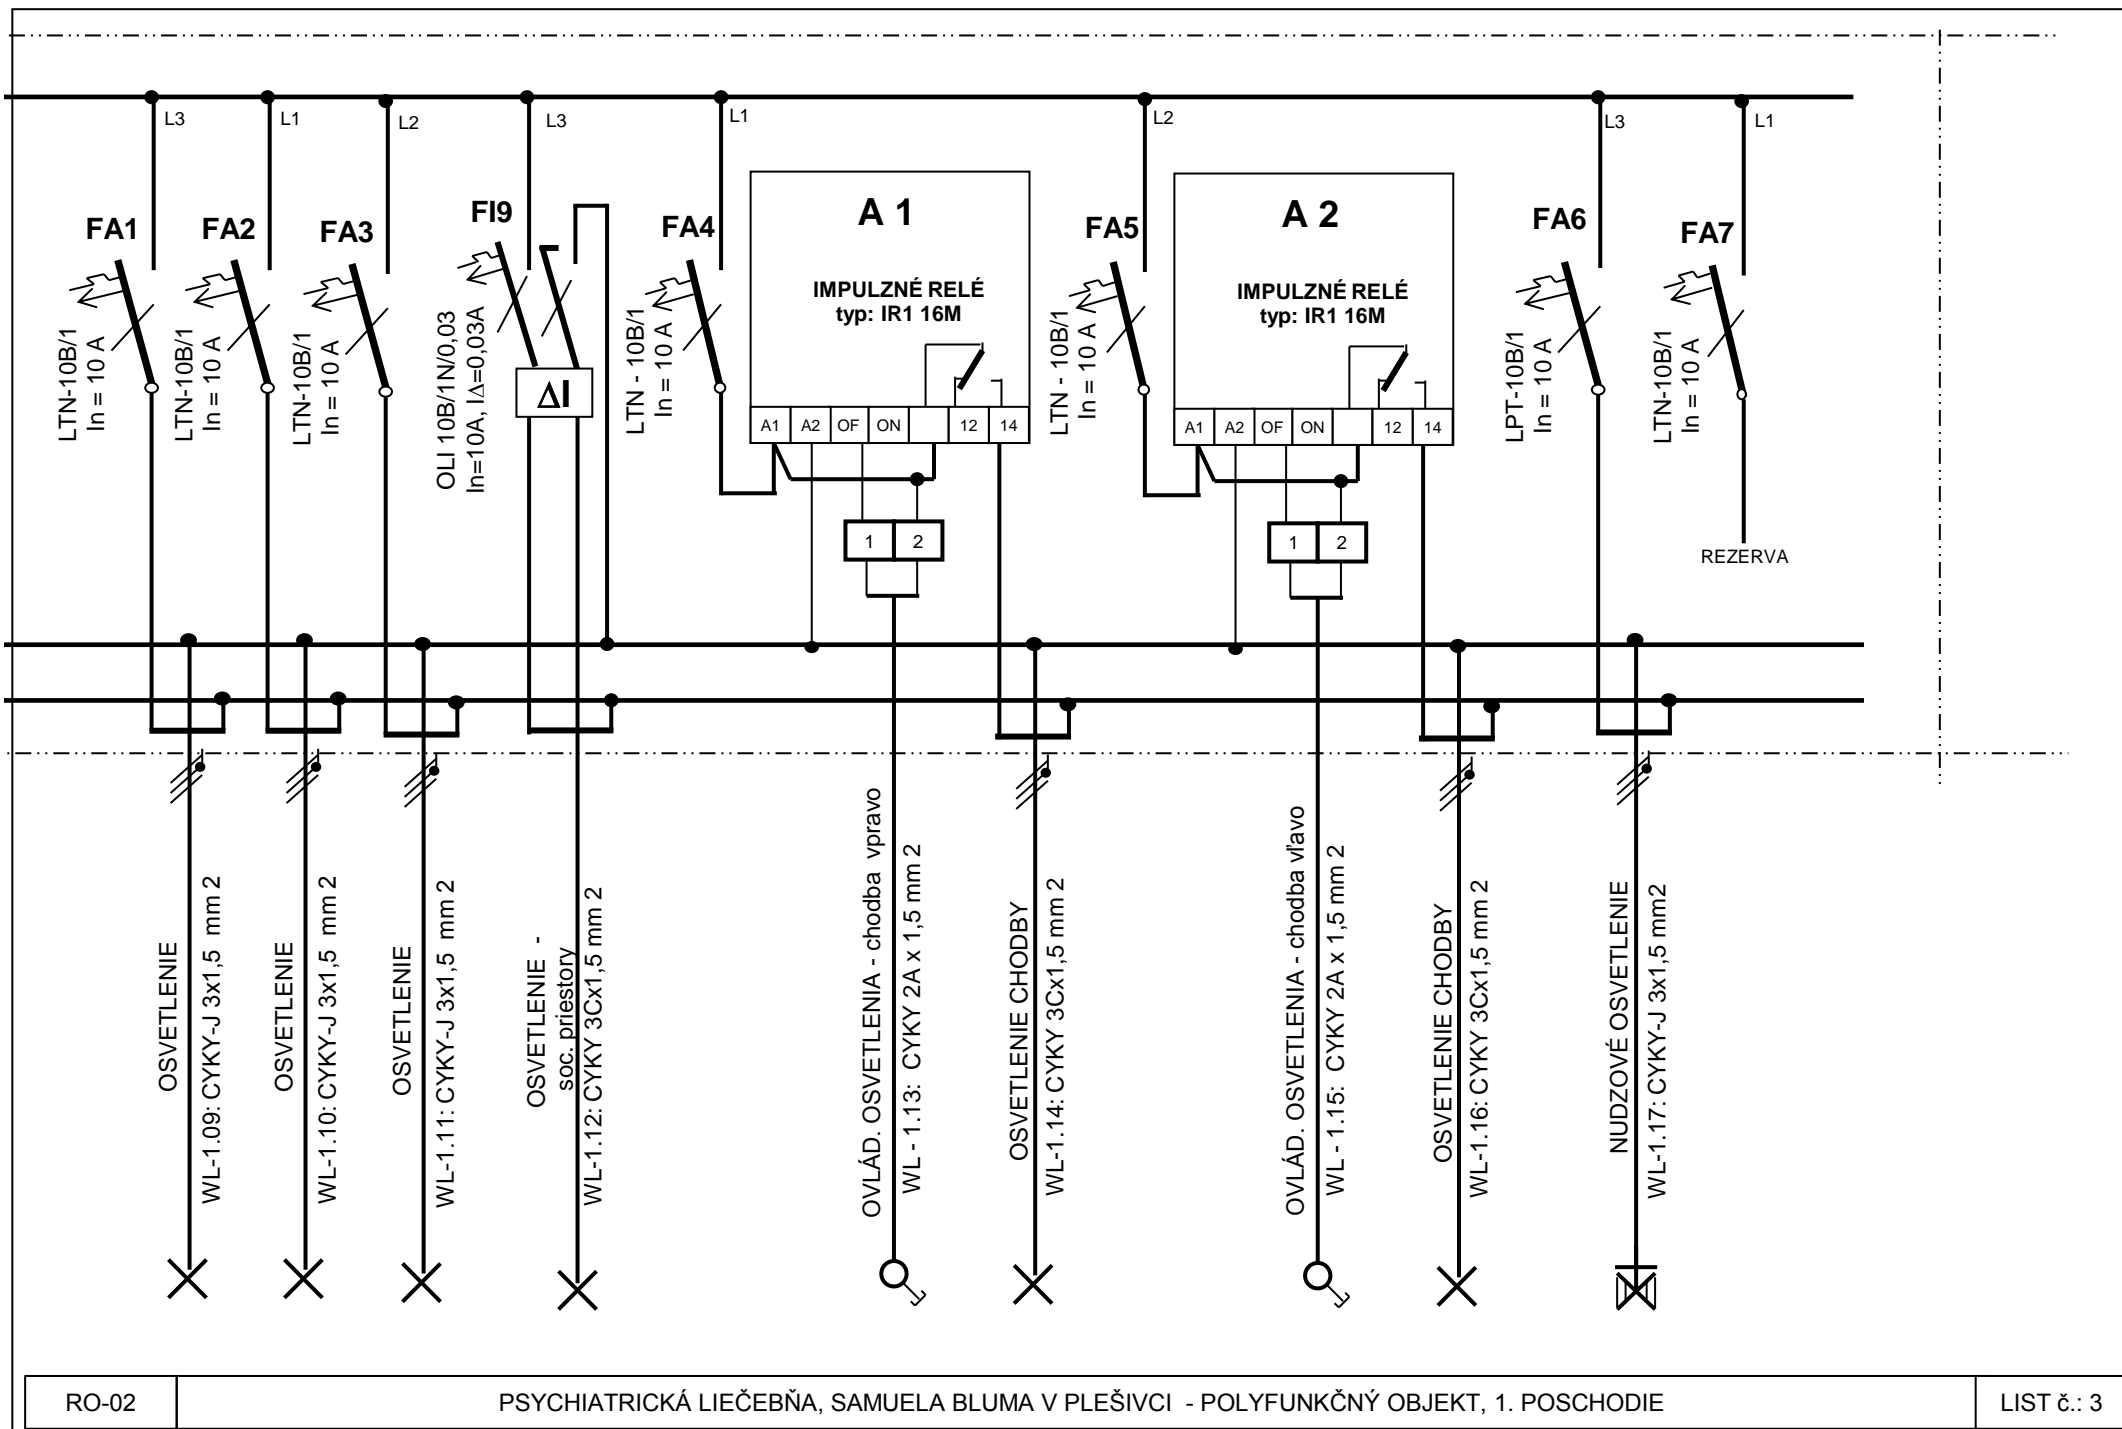 L3
L1
L2
L3
L1
L2
L3
L1
FA1
FA2
FA3
FI9
FA4
A 1
FA5
A 2
FA6
FA7
LTN-10B/1
In = 10 A
LTN-10B/1
In = 10 A
LTN-10B/1
In = 10 A
OLI 10B/1N/0,03
In=10A, I∆=0,03A
∆I
LTN - 10B/1
In = 10 A
IMPULZNÉ RELÉ
typ: IR1 16M
A1 A2 OF ON 12 14
1 2
LTN - 10B/1
In = 10 A
IMPULZNÉ RELÉ
typ: IR1 16M
A1 A2 OF ON 12 14
1 2
LPT-10B/1
In = 10 A
LTN-10B/1
In = 10 A
REZERVA
OSVETLENIE
WL-1.09: CYKY-J 3x1,5 mm 2
OSVETLENIE
WL-1.10: CYKY-J 3x1,5 mm 2
OSVETLENIE
WL-1.11: CYKY-J 3x1,5 mm 2
OSVETLENIE -
soc. priestory
WL-1.12: CYKY 3Cx1,5 mm 2
OVLÁD. OSVETLENIA - chodba vpravo
WL - 1.13: CYKY 2A x 1,5 mm 2
OSVETLENIE CHODBY
WL-1.14: CYKY 3Cx1,5 mm 2
OVLÁD. OSVETLENIA - chodba vľavo
WL - 1.15: CYKY 2A x 1,5 mm 2
OSVETLENIE CHODBY
WL-1.16: CYKY 3Cx1,5 mm 2
NUDZOVÉ OSVETLENIE
WL-1.17: CYKY-J 3x1,5 mm2
RO-02
PSYCHIATRICKÁ LIEČEBŇA, SAMUELA BLUMA V PLEŠIVCI - POLYFUNKČNÝ OBJEKT, 1. POSCHODIE
LIST č.: 3